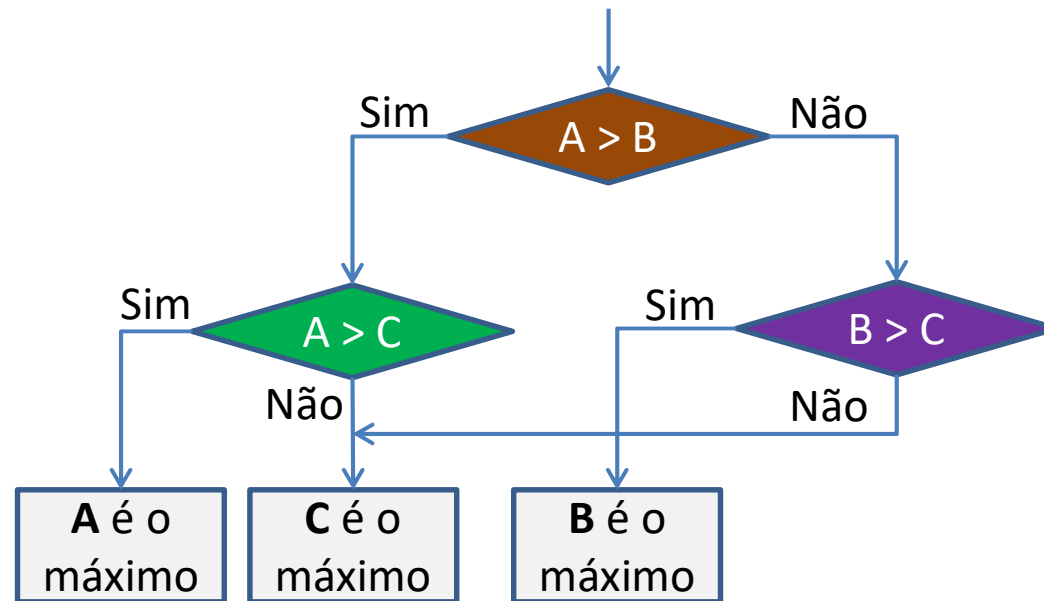 Sim
A > B
Não
Sim
A > C
Não
Sim
B > C
Não
A é o
máximo
C é o
máximo
B é o
máximo